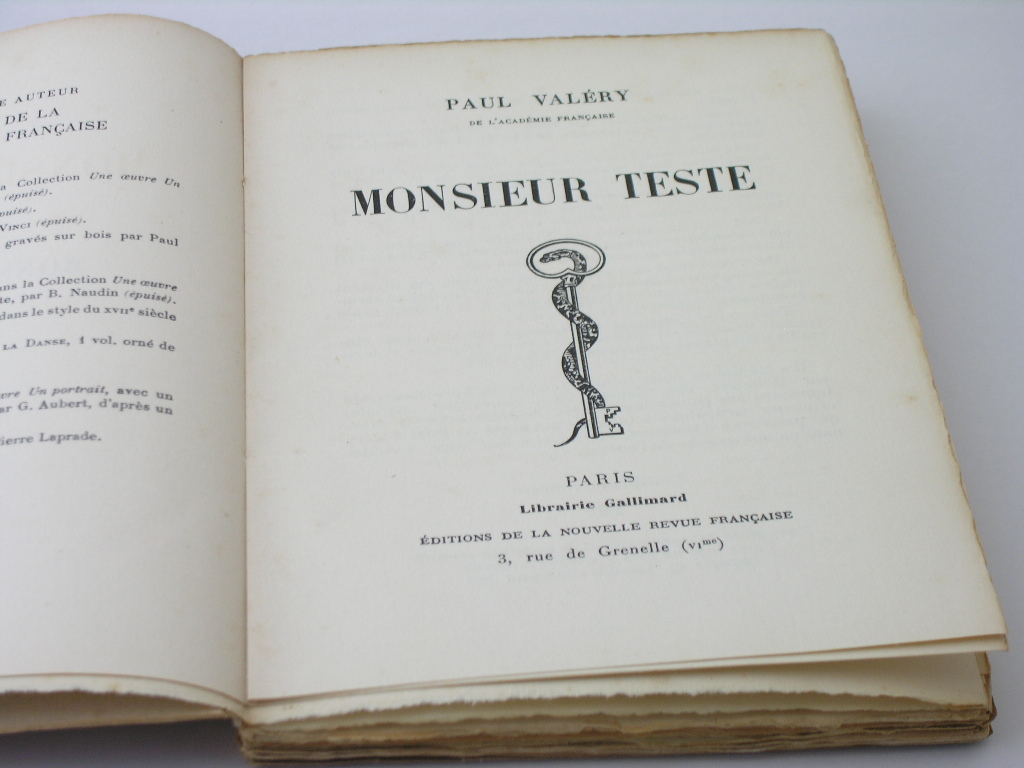 E AUTEUR
DE LA
FRANÇAISE
a Collection Une œuvre Un
(épuisé).
puisé).
VINCI (épuisé).
gravés sur bois par Paul
ans la Collection Une œuvre
te, par B. Naudin (épuisé).
dans le style du XVIIe siècle
LA DANSE, 1 vol. orné de
vre Un portrait, avec un
par G. Aubert, d'après un
ierre Laprade.
PAUL VALÉRY
DE L'ACADÉMIE FRANÇAISE
MONSIEUR TESTE
PARIS
Librairie Gallimard
ÉDITIONS DE LA NOUVELLE REVUE FRANÇAISE
3, rue de Grenelle (VIme)